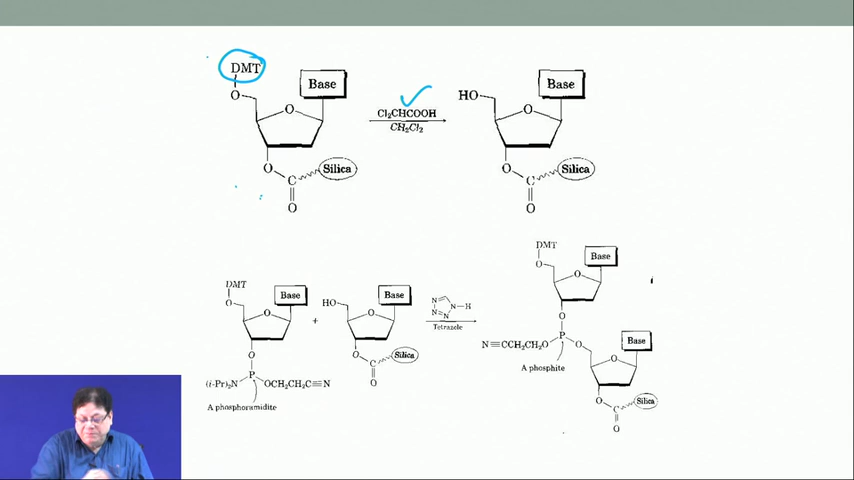 DMT
Base
O
O
Cl₂CHCOOH
CH₂Cl₂
O
Silica
C
O
HO
Base
O
O
Silica
C
O
DMT
O
Base
O
O
P
(i-Pr)₂N
OCH₂CH₂C≡N
A phosphoramidite
+
HO
Base
O
O
Silica
C
O
N
N
N
N—H
Tetrazole
DMT
O
Base
O
O
P
N≡CCH₂CH₂O
O
A phosphite
Base
O
O
Silica
C
O